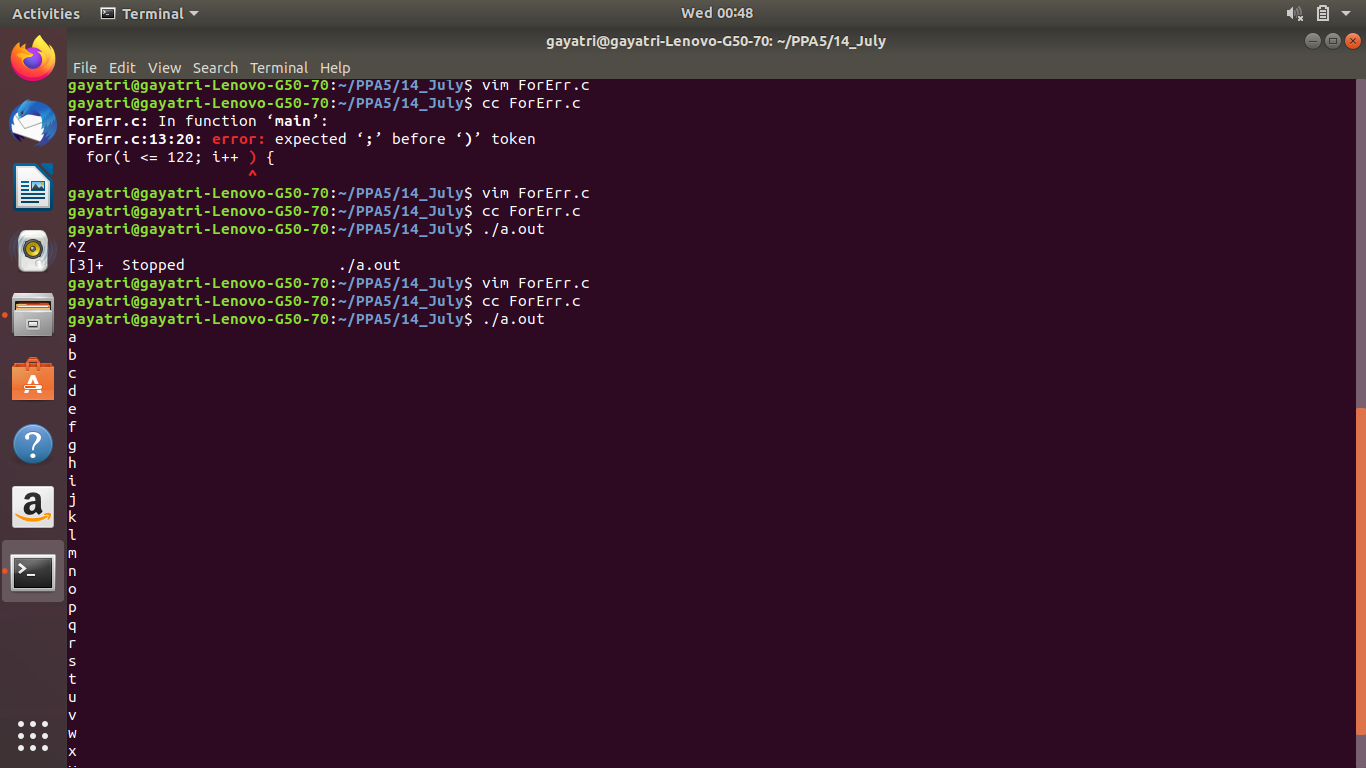 Activities Terminal Wed 00:48
gayatri@gayatri-Lenovo-G50-70: ~/PPA5/14_July
File Edit View Search Terminal Help
gayatri@gayatri-Lenovo-G50-70:~/PPA5/14_July$ vim ForErr.c
gayatri@gayatri-Lenovo-G50-70:~/PPA5/14_July$ cc ForErr.c
ForErr.c: In function ‘main’:
ForErr.c:13:20: error: expected ‘;’ before ‘)’ token
  for(i <= 122; i++ ) {
                    ^
gayatri@gayatri-Lenovo-G50-70:~/PPA5/14_July$ vim ForErr.c
gayatri@gayatri-Lenovo-G50-70:~/PPA5/14_July$ cc ForErr.c
gayatri@gayatri-Lenovo-G50-70:~/PPA5/14_July$ ./a.out
^Z
[3]+  Stopped                 ./a.out
gayatri@gayatri-Lenovo-G50-70:~/PPA5/14_July$ vim ForErr.c
gayatri@gayatri-Lenovo-G50-70:~/PPA5/14_July$ cc ForErr.c
gayatri@gayatri-Lenovo-G50-70:~/PPA5/14_July$ ./a.out
a
b
c
d
e
f
g
h
i
j
k
l
m
n
o
p
q
r
s
t
u
v
w
x